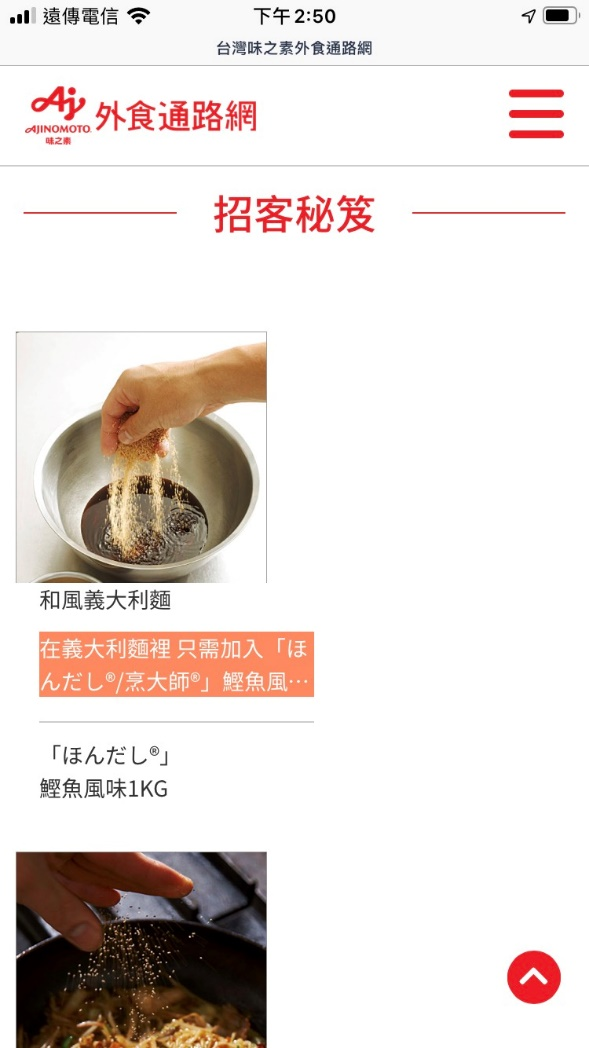 遠傳電信
下午2:50
台灣味之素外食通路網
Aj
AJINOMOTO.
味之素
外食通路網
招客秘笈
和風義大利麵
在義大利麵裡 只需加入「ほ
んだし®/烹大師®」鰹魚風…
「ほんだし®」
鰹魚風味1KG